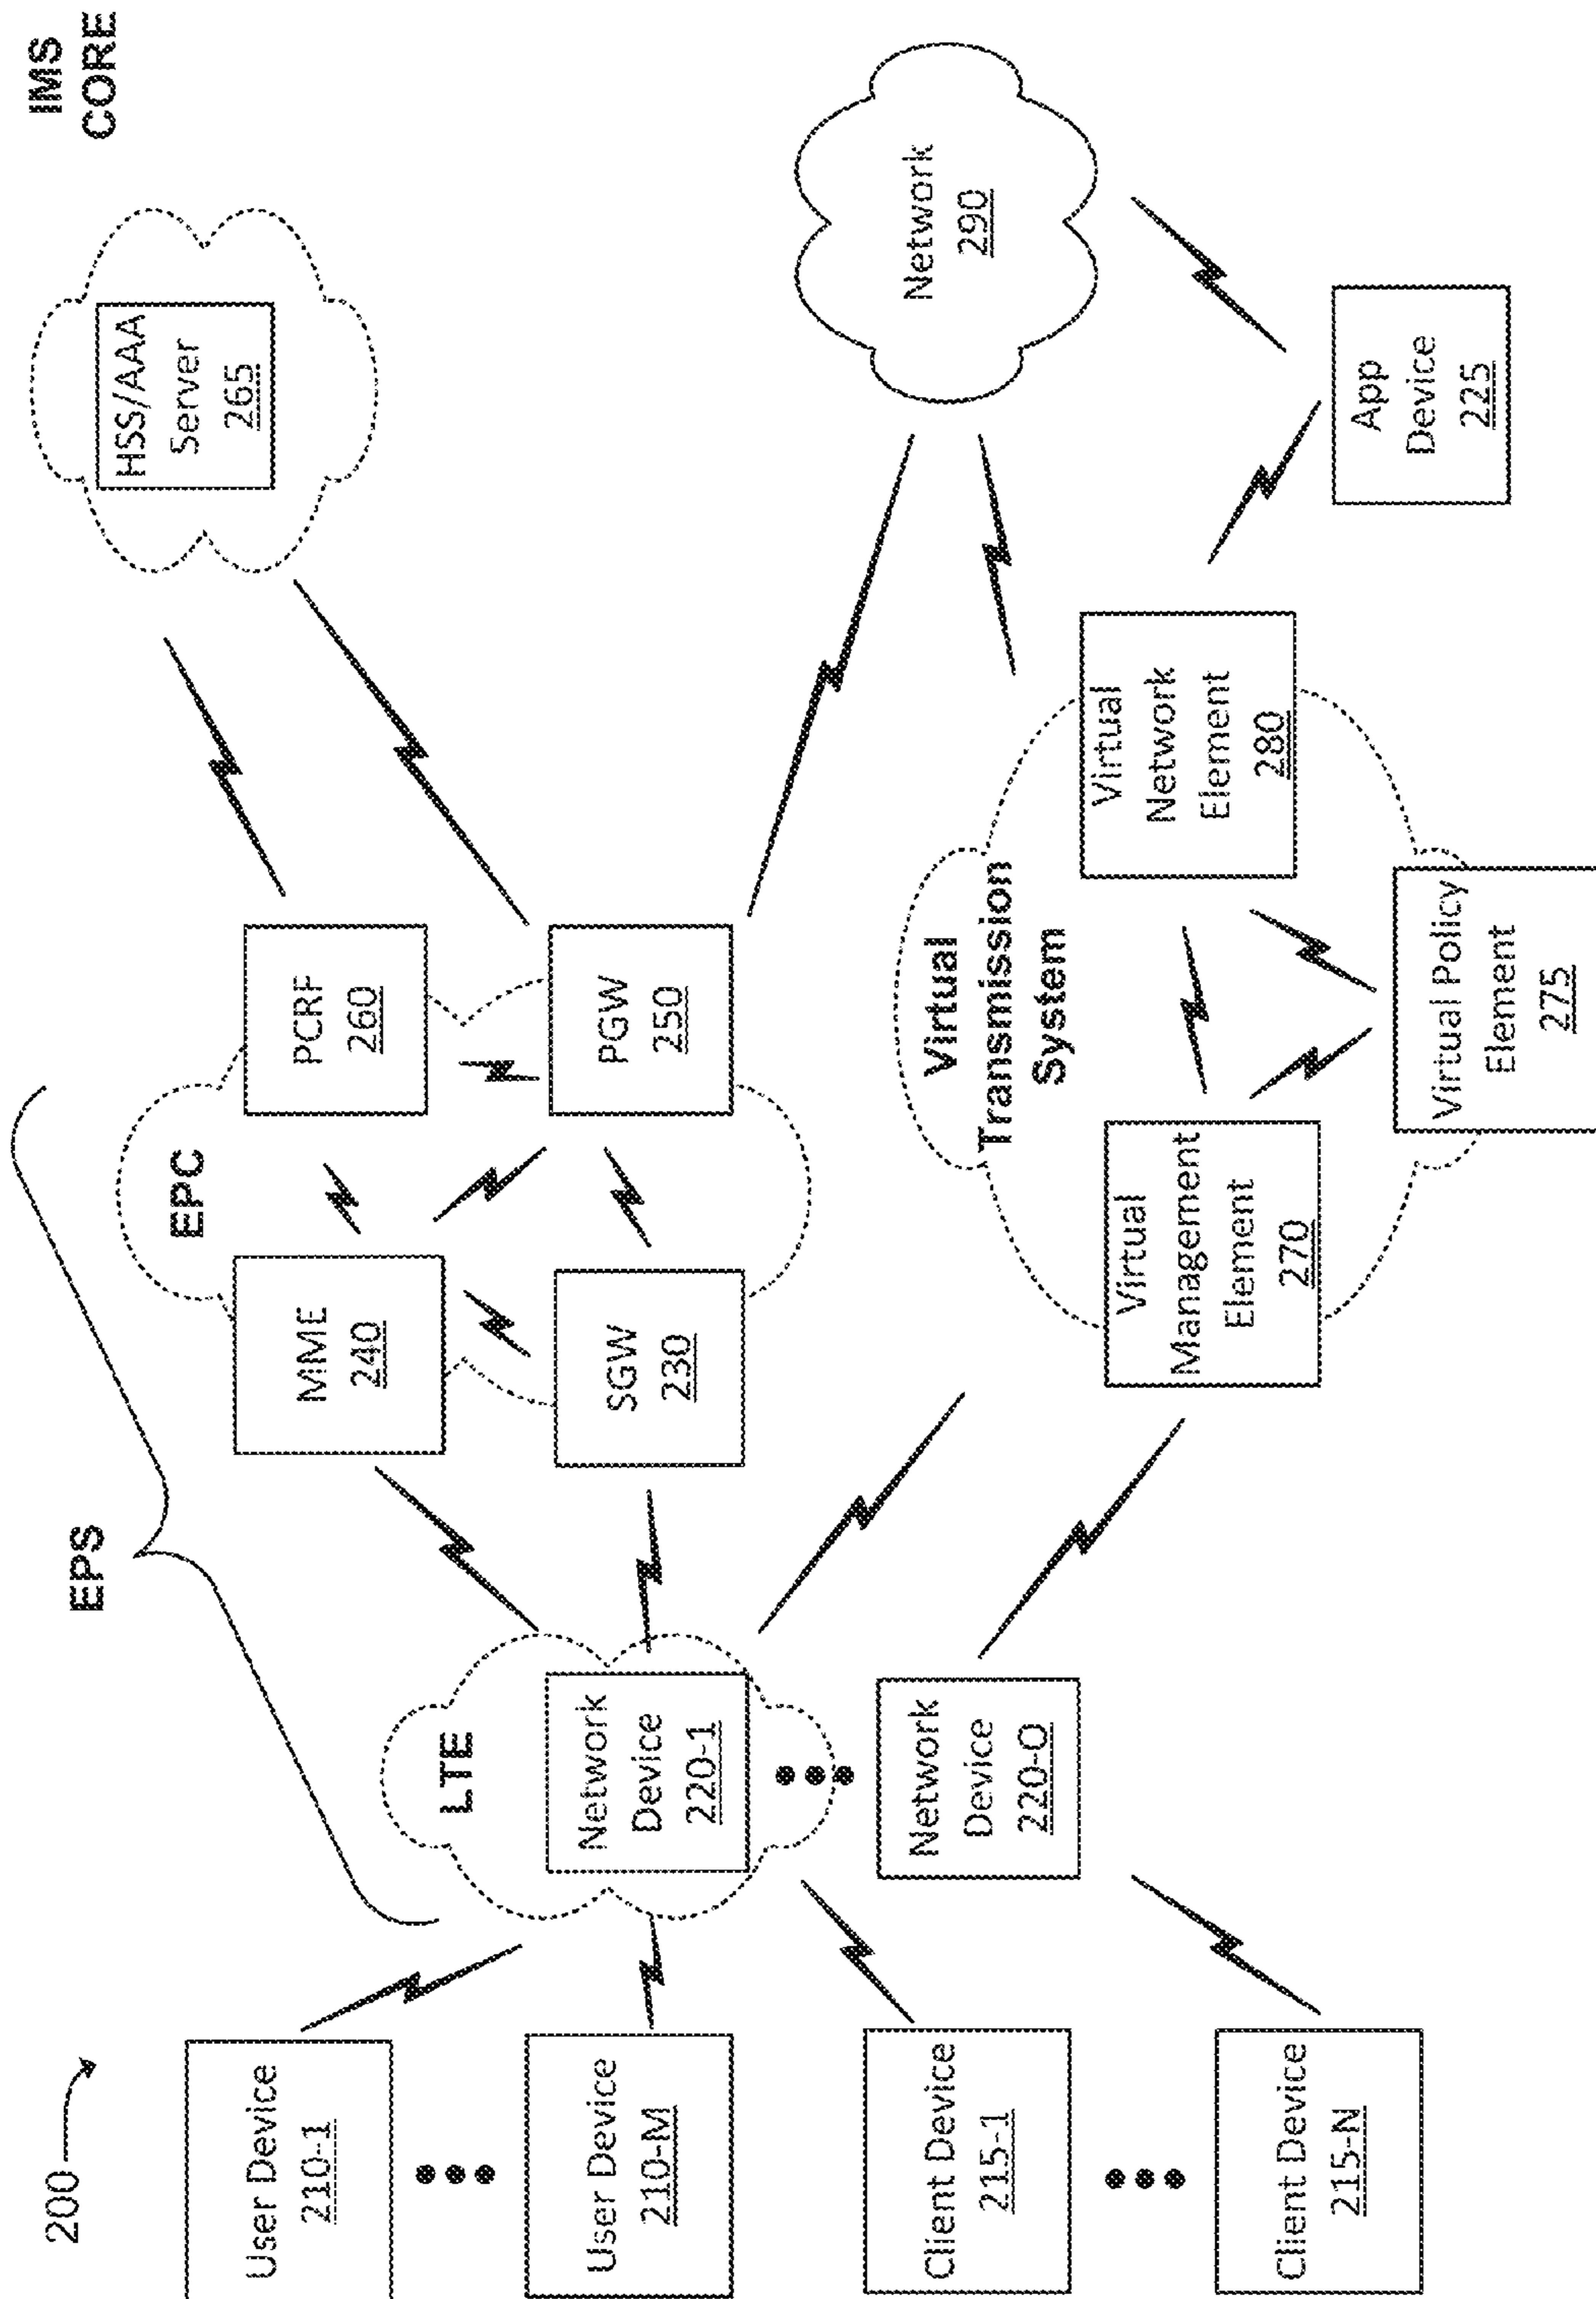 200
IMS
CORE
EPS
HSS/AAA
Server
265
EPC
PCRF
260
MME
240
PGW
250
SGW
230
LTE
User Device
210-1
User Device
210-M
Network
Device
220-1
Network
Device
220-O
Client Device
215-1
Client Device
215-N
Network
290
Virtual
Transmission
System
Virtual
Management
Element
270
Virtual
Network
Element
280
Virtual Policy
Element
275
App
Device
225